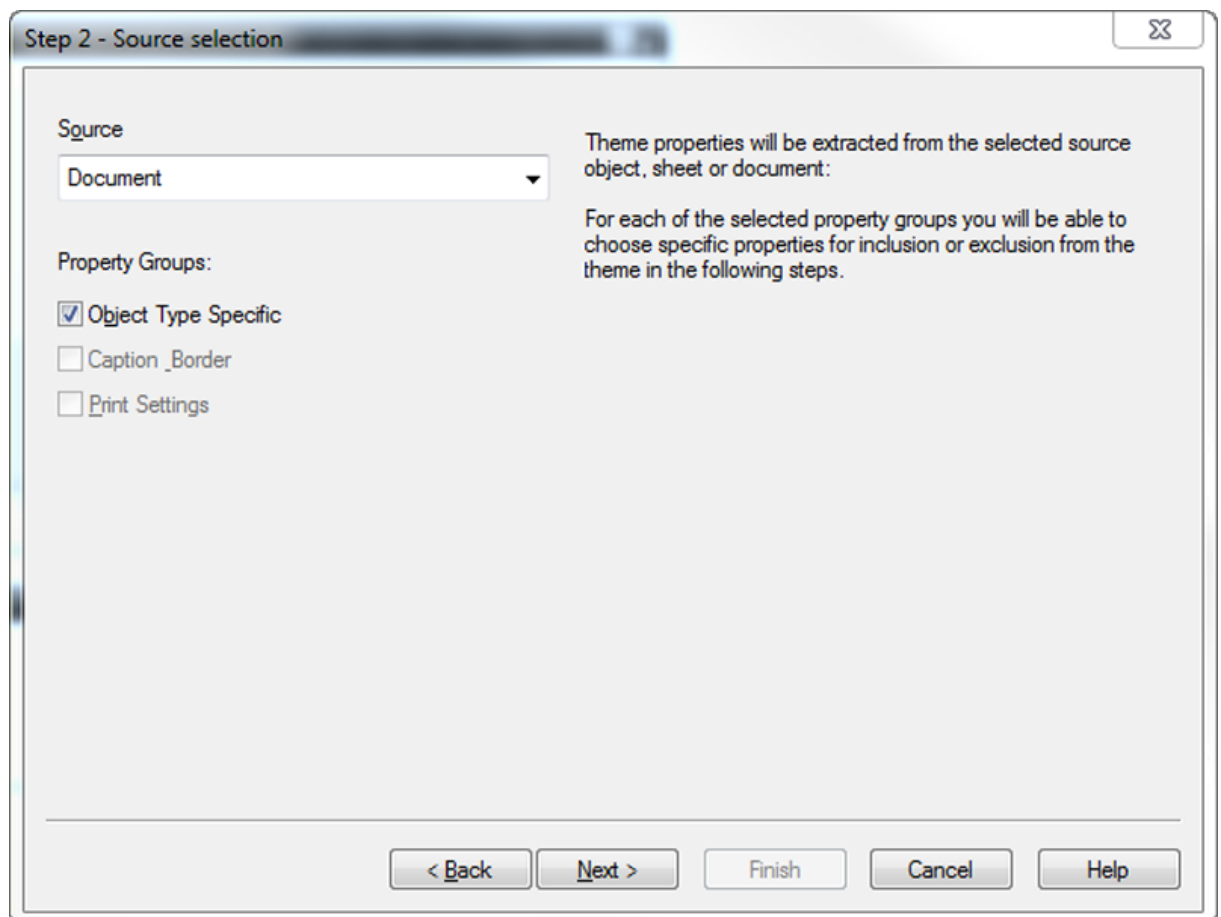 Step 2 - Source selection
Source
Document
Property Groups:
Object Type Specific
Caption _Border
Print Settings
Theme properties will be extracted from the selected source
object, sheet or document:
For each of the selected property groups you will be able to
choose specific properties for inclusion or exclusion from the
theme in the following steps.
< Back
Next >
Finish
Cancel
Help